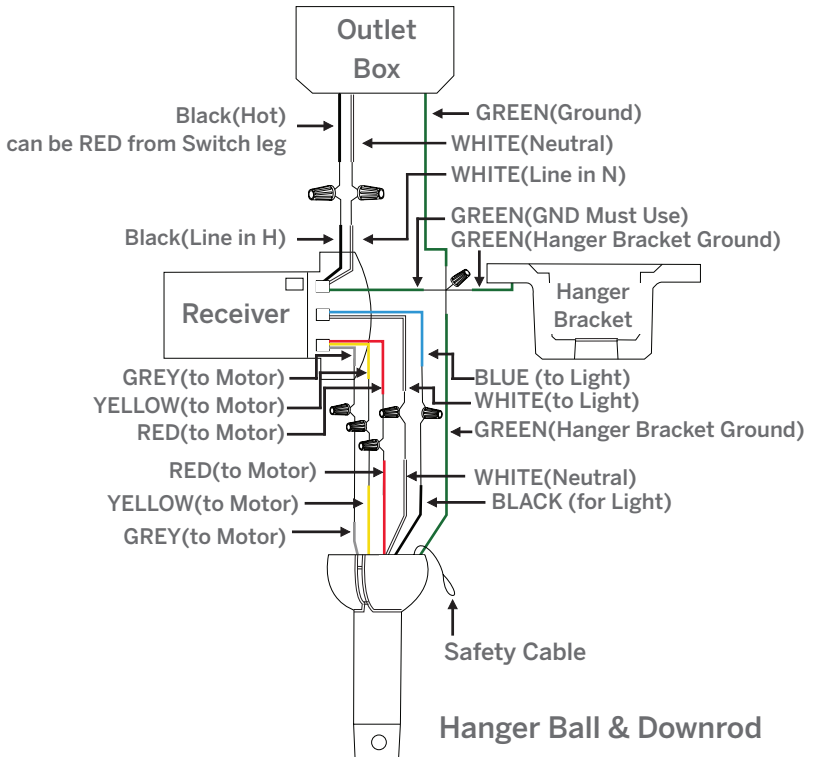 Outlet
Box
Black(Hot)
can be RED from Switch leg
GREEN(Ground)
WHITE(Neutral)
WHITE(Line in N)
GREEN(GND Must Use)
Black(Line in H)
GREEN(Hanger Bracket Ground)
Receiver
Hanger
Bracket
GREY(to Motor)
BLUE (to Light)
YELLOW(to Motor)
WHITE(to Light)
RED(to Motor)
GREEN(Hanger Bracket Ground)
RED(to Motor)
WHITE(Neutral)
YELLOW(to Motor)
BLACK (for Light)
GREY(to Motor)
Safety Cable
Hanger Ball & Downrod